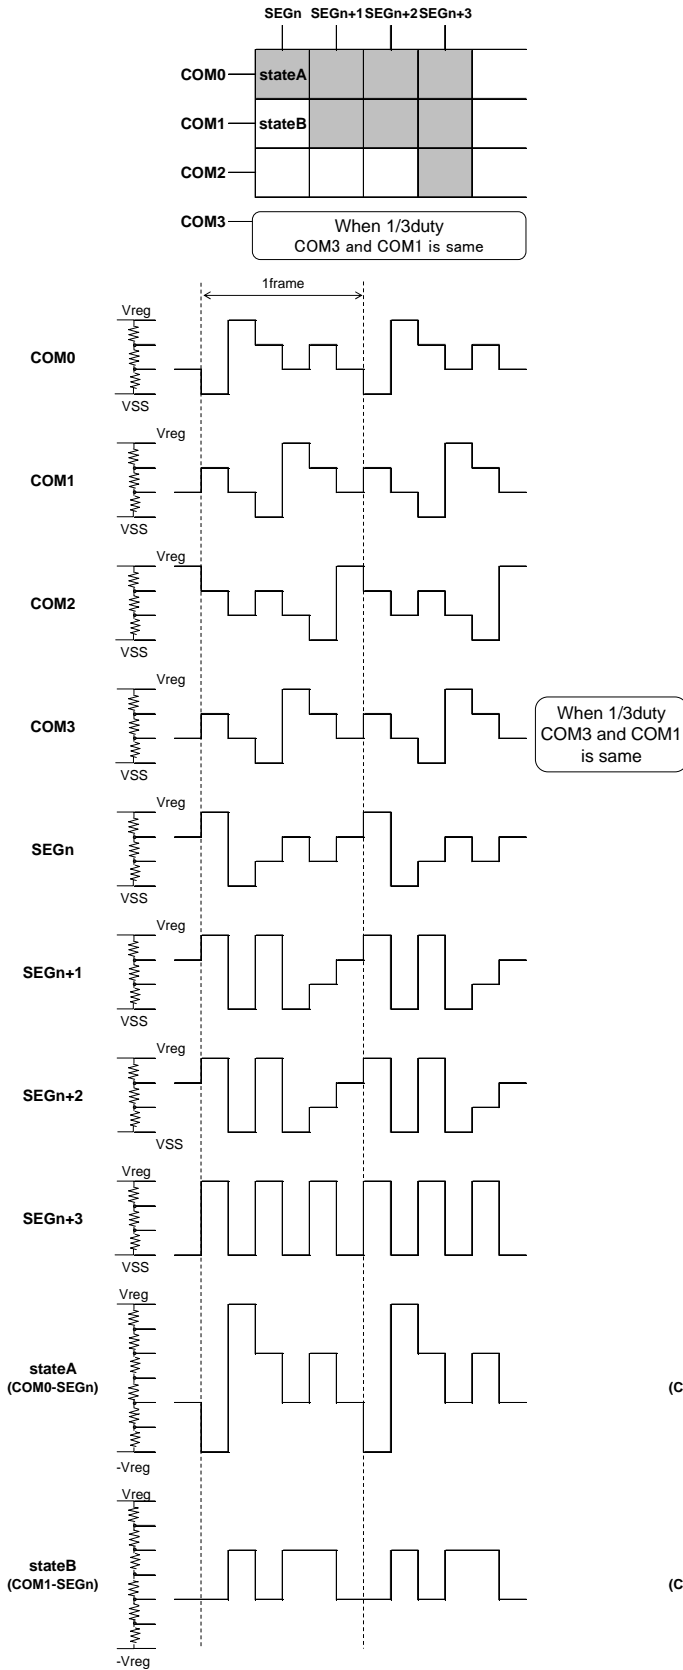 SEGn SEGn+1 SEGn+2 SEGn+3
COM0 stateA
COM1 stateB
COM2
COM3 When 1/3duty
COM3 and COM1 is same
1frame
Vreg
COM0
VSS
Vreg
COM1
VSS
Vreg
COM2
VSS
Vreg
COM3
VSS
When 1/3duty
COM3 and COM1
is same
Vreg
SEGn
VSS
Vreg
SEGn+1
VSS
Vreg
SEGn+2
VSS
Vreg
SEGn+3
VSS
Vreg
stateA
(COM0-SEGn)
(C
-Vreg
Vreg
stateB
(COM1-SEGn)
(C
-Vreg